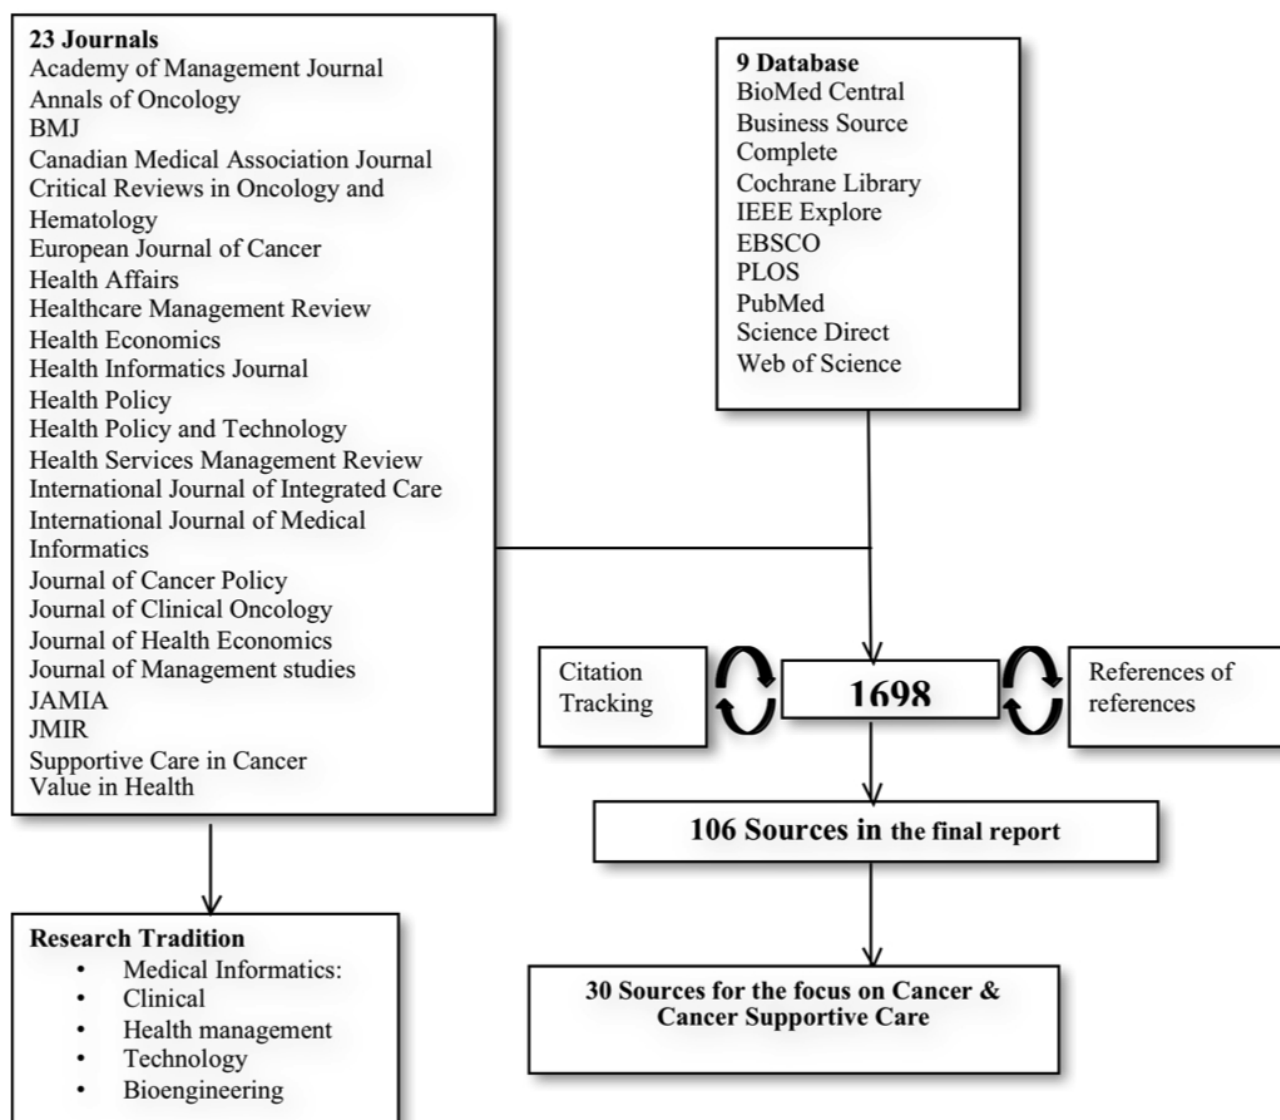 23 Journals
Academy of Management Journal
Annals of Oncology
BMJ
Canadian Medical Association Journal
Critical Reviews in Oncology and
Hematology
European Journal of Cancer
Health Affairs
Healthcare Management Review
Health Economics
Health Informatics Journal
Health Policy
Health Policy and Technology
Health Services Management Review
International Journal of Integrated Care
International Journal of Medical
Informatics
Journal of Cancer Policy
Journal of Clinical Oncology
Journal of Health Economics
Journal of Management studies
JAMIA
JMIR
Supportive Care in Cancer
Value in Health
9 Database
BioMed Central
Business Source
Complete
Cochrane Library
IEEE Explore
EBSCO
PLOS
PubMed
Science Direct
Web of Science
Citation
Tracking
1698
References of
references
106 Sources in the final report
30 Sources for the focus on Cancer &
Cancer Supportive Care
Research Tradition
• Medical Informatics:
• Clinical
• Health management
• Technology
• Bioengineering